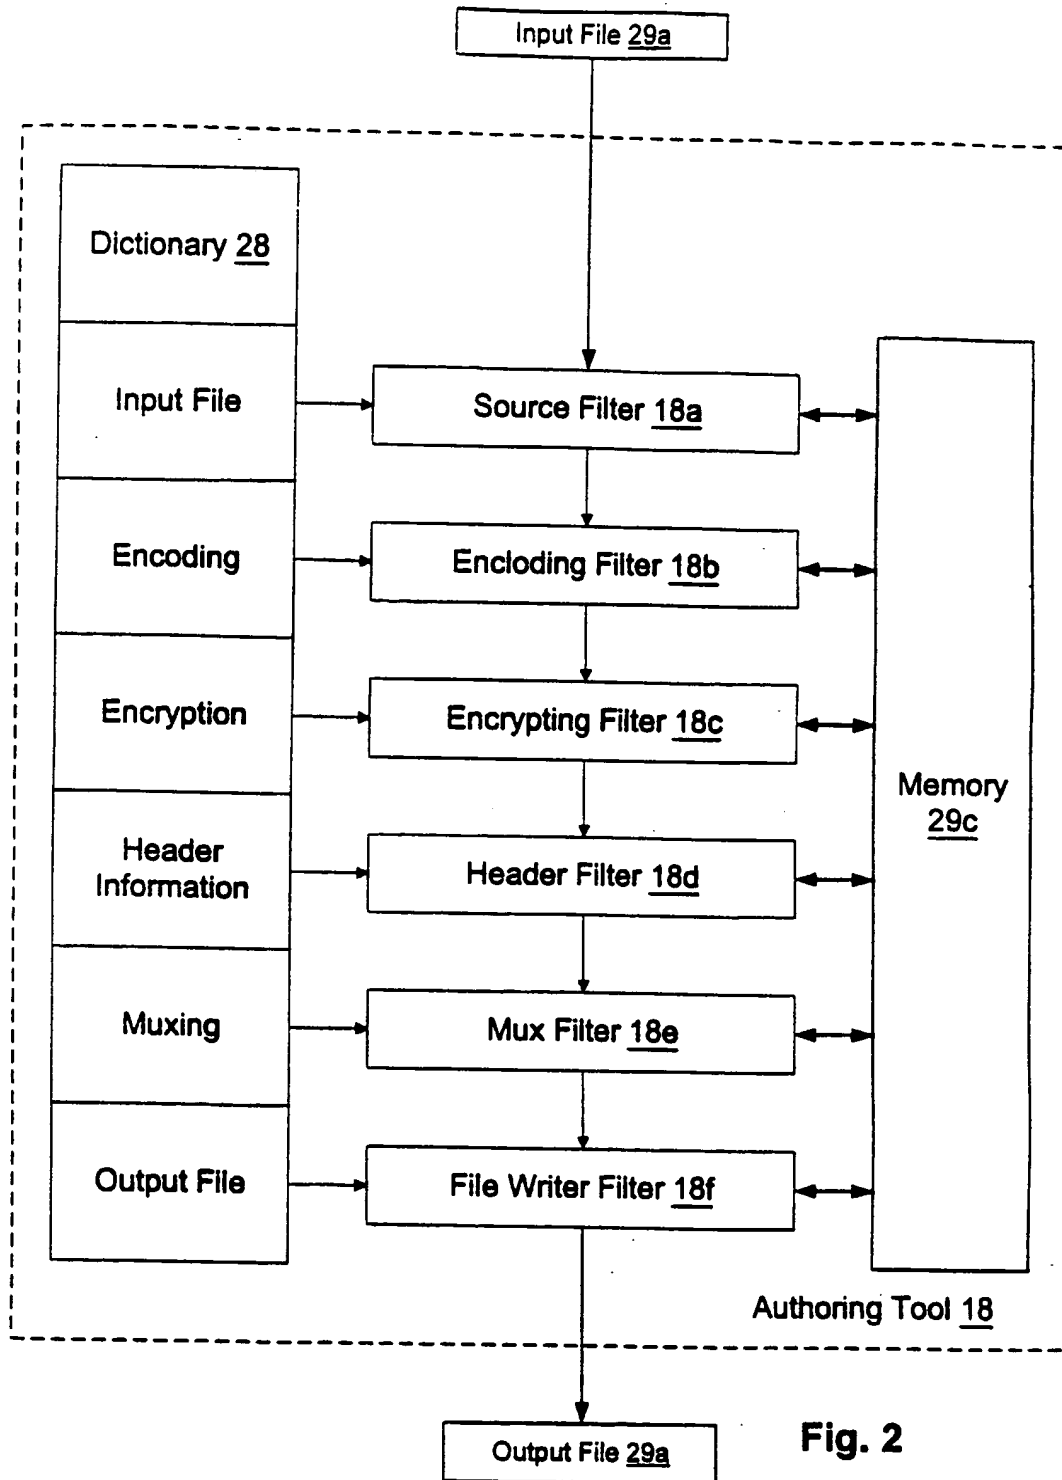 Input File 29a
Dictionary 28
Input File
Source Filter 18a
Encoding
Encloding Filter 18b
Encryption
Encrypting Filter 18c
Memory
29c
Header
Information
Header Filter 18d
Muxing
Mux Filter 18e
Output File
File Writer Filter 18f
Authoring Tool 18
Output File 29a
Fig. 2